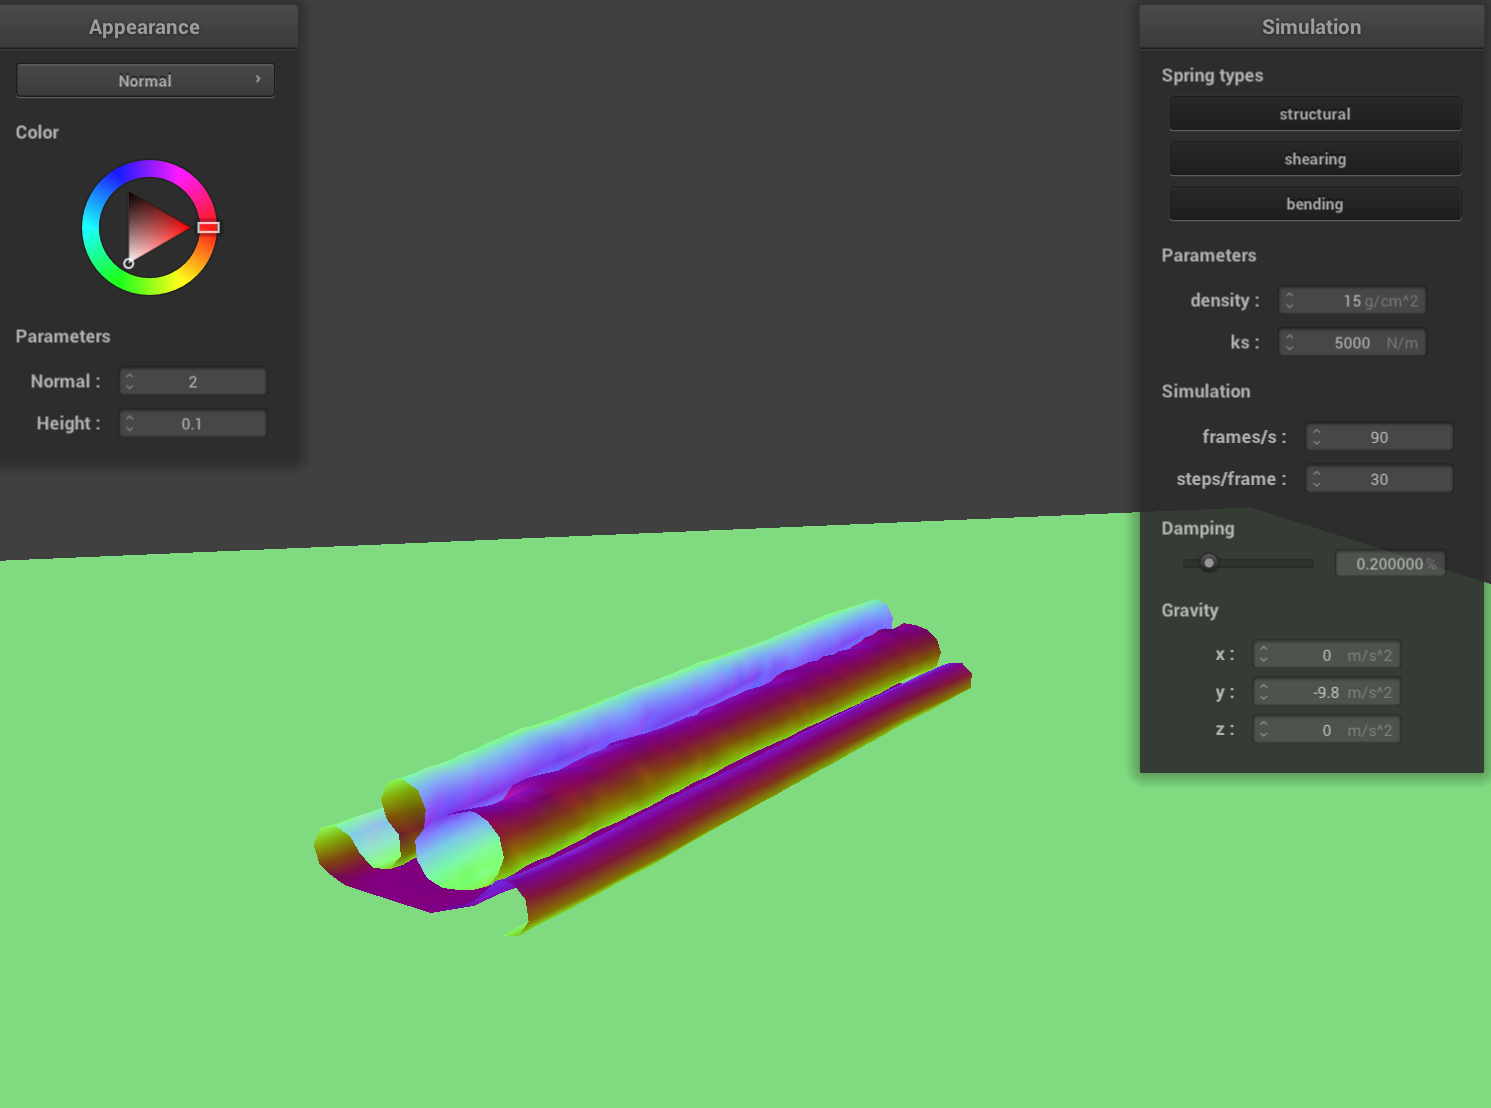 Appearance
Normal
Color
Parameters
Normal : 2
Height : 0.1
Simulation
Spring types
structural
shearing
bending
Parameters
density : 15 g/cm^2
ks : 5000 N/m
Simulation
frames/s : 90
steps/frame : 30
Damping
0.200000 %
Gravity
x : 0 m/s^2
y : -9.8 m/s^2
z : 0 m/s^2